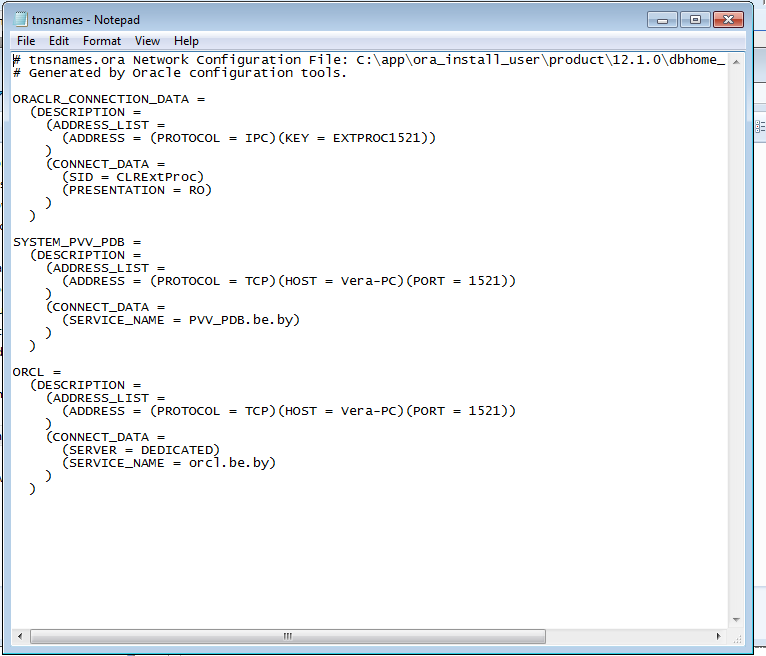 tnsnames - Notepad
File Edit Format View Help
# tnsnames.ora Network Configuration File: C:\app\ora_install_user\product\12.1.0\dbhome_
# Generated by Oracle configuration tools.

ORACLR_CONNECTION_DATA =
  (DESCRIPTION =
    (ADDRESS_LIST =
      (ADDRESS = (PROTOCOL = IPC)(KEY = EXTPROC1521))
    )
    (CONNECT_DATA =
      (SID = CLRExtProc)
      (PRESENTATION = RO)
    )
  )

SYSTEM_PVV_PDB =
  (DESCRIPTION =
    (ADDRESS_LIST =
      (ADDRESS = (PROTOCOL = TCP)(HOST = Vera-PC)(PORT = 1521))
    )
    (CONNECT_DATA =
      (SERVICE_NAME = PVV_PDB.be.by)
    )
  )

ORCL =
  (DESCRIPTION =
    (ADDRESS_LIST =
      (ADDRESS = (PROTOCOL = TCP)(HOST = Vera-PC)(PORT = 1521))
    )
    (CONNECT_DATA =
      (SERVER = DEDICATED)
      (SERVICE_NAME = orcl.be.by)
    )
  )